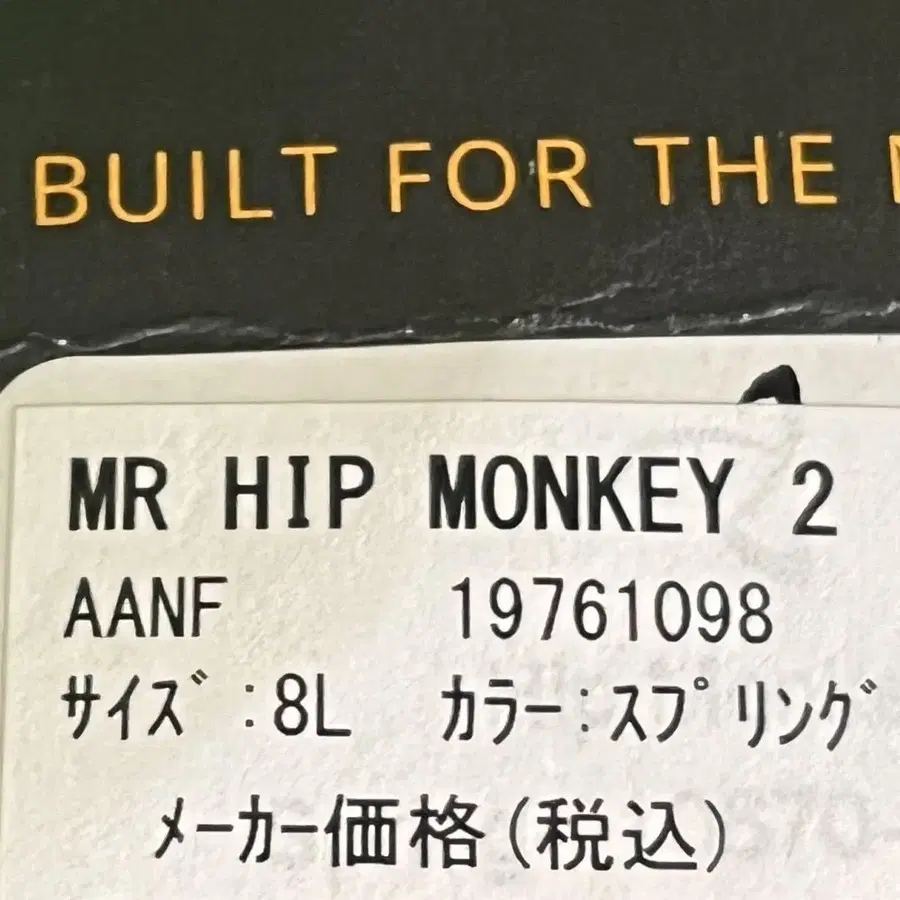 BUILT FOR THE
MR HIP MONKEY 2
AANF 19761098
ｻｲｽﾞ:8L ｶﾗｰ:ｽﾌﾟﾘﾝｸﾞ
ﾒｰｶｰ価格(税込)